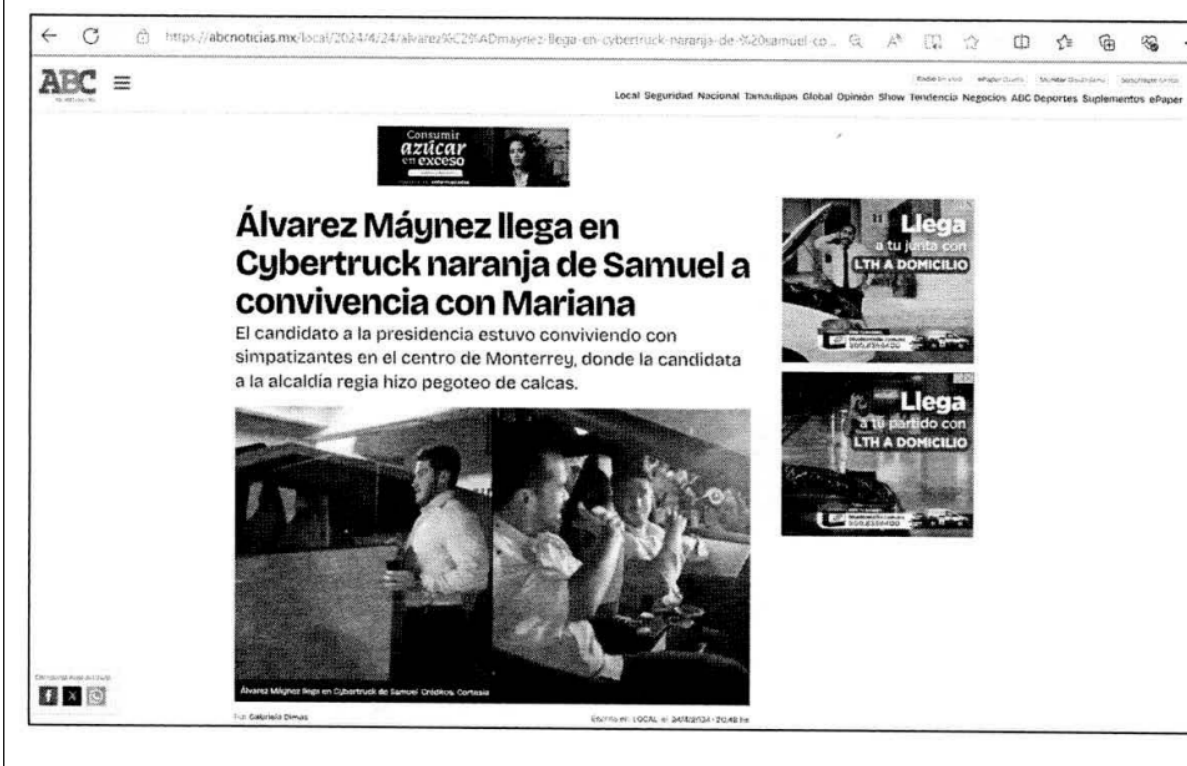 https://abcnoticias.mx/local/2024/4/24/alvarez%C2%ADmaynez-llega-en-cybertruck-naranja-de-%20samuel-co...
ABC
Local Seguridad Nacional Tamaulipas Global Opinión Show Tendencia Negocios ABC Deportes Suplementos ePaper
Consumir
azúcar
en exceso
Álvarez Máynez llega en
Cybertruck naranja de Samuel a
convivencia con Mariana
El candidato a la presidencia estuvo conviviendo con
simpatizantes en el centro de Monterrey, donde la candidata
a la alcaldía regia hizo pegoteo de calcas.
Llega
a tu junta con
LTH A DOMICILIO
Llega
a tu partido con
LTH A DOMICILIO
Álvarez Máynez llega en Cybertruck de Samuel Créditos: Cortesía
Por Gabriela Dimas
Escrito en LOCAL el 24/4/2024 · 20:48 hs